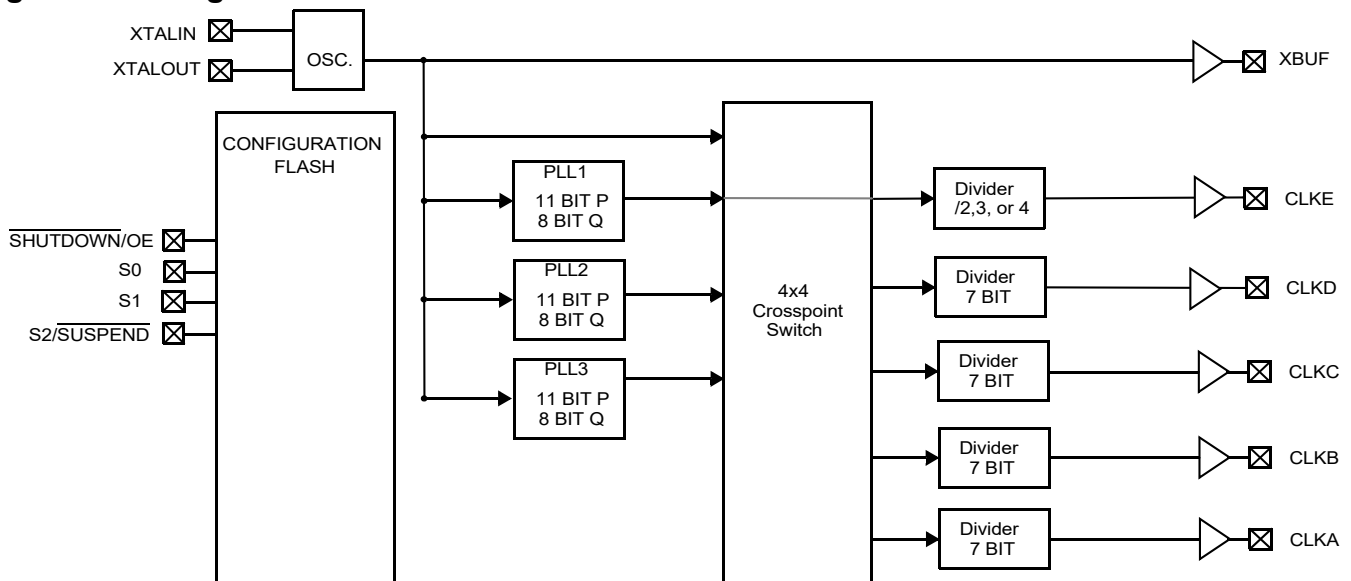 XTALIN
XTALOUT
OSC.
XBUF
CONFIGURATION
FLASH
SHUTDOWN/OE
S0
S1
S2/SUSPEND
PLL1
11 BIT P
8 BIT Q
PLL2
11 BIT P
8 BIT Q
PLL3
11 BIT P
8 BIT Q
4x4
Crosspoint
Switch
Divider
/2,3, or 4
CLKE
Divider
7 BIT
CLKD
Divider
7 BIT
CLKC
Divider
7 BIT
CLKB
Divider
7 BIT
CLKA